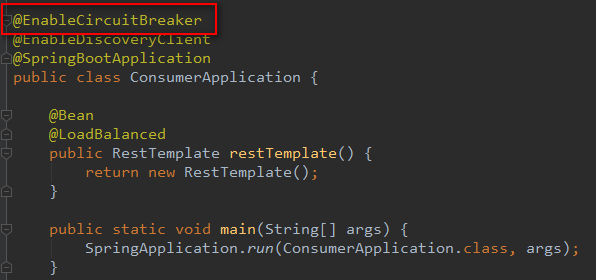 @EnableCircuitBreaker
@EnableDiscoveryClient
@SpringBootApplication
public class ConsumerApplication {
@Bean
@LoadBalanced
public RestTemplate restTemplate() {
return new RestTemplate();
}
public static void main(String[] args) {
SpringApplication.run(ConsumerApplication.class, args);
}